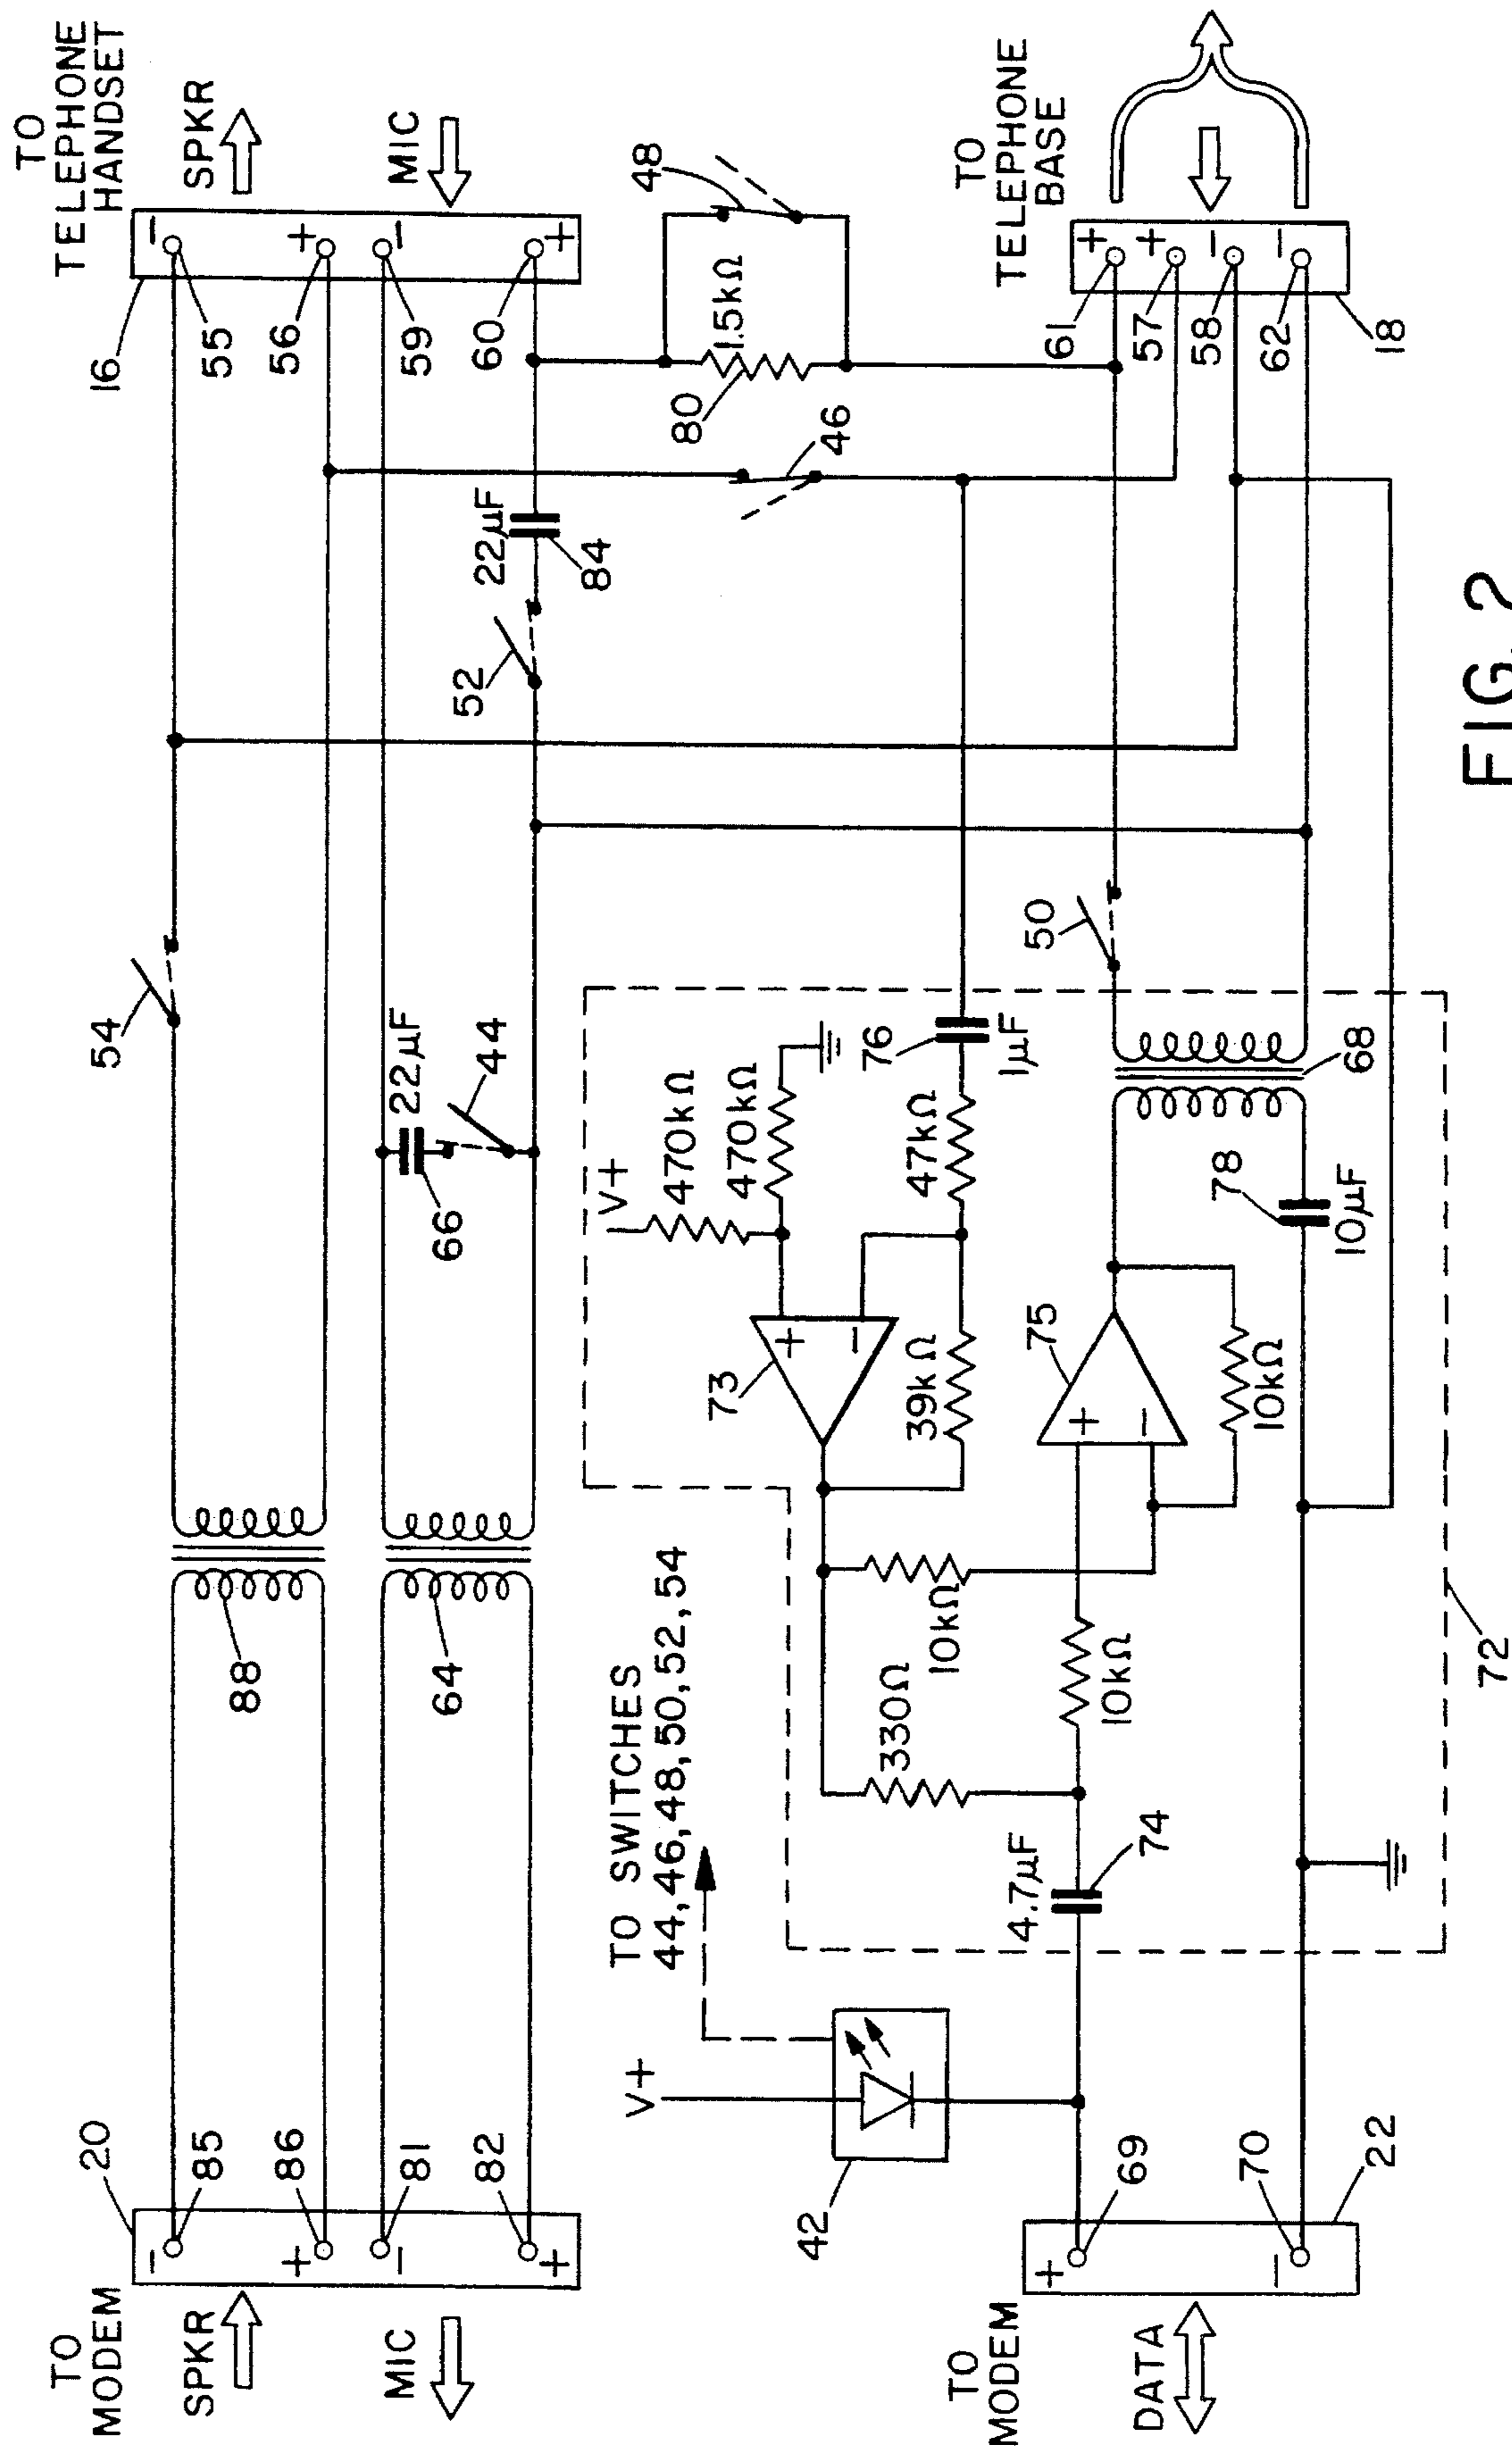 TO
TELEPHONE
HANDSET
SPKR
MIC
16
−
55
+
56
−
59
+
60
48
1.5kΩ
80
46
22µF
84
52
54
22µF
44
66
TO
TELEPHONE
BASE
+
61
+
57
−
58
−
62
18
50
V+
470kΩ
470kΩ
76
1µF
47kΩ
68
+
−
73
39kΩ
78
10µF
75
+
−
10kΩ
88
64
TO SWITCHES
44,46,48,50,52,54
10kΩ
330Ω
10kΩ
4.7µF
74
72
V+
42
TO
MODEM
SPKR
MIC
20
−
85
+
86
−
81
+
82
TO
MODEM
DATA
+
69
−
70
22
FIG. 2